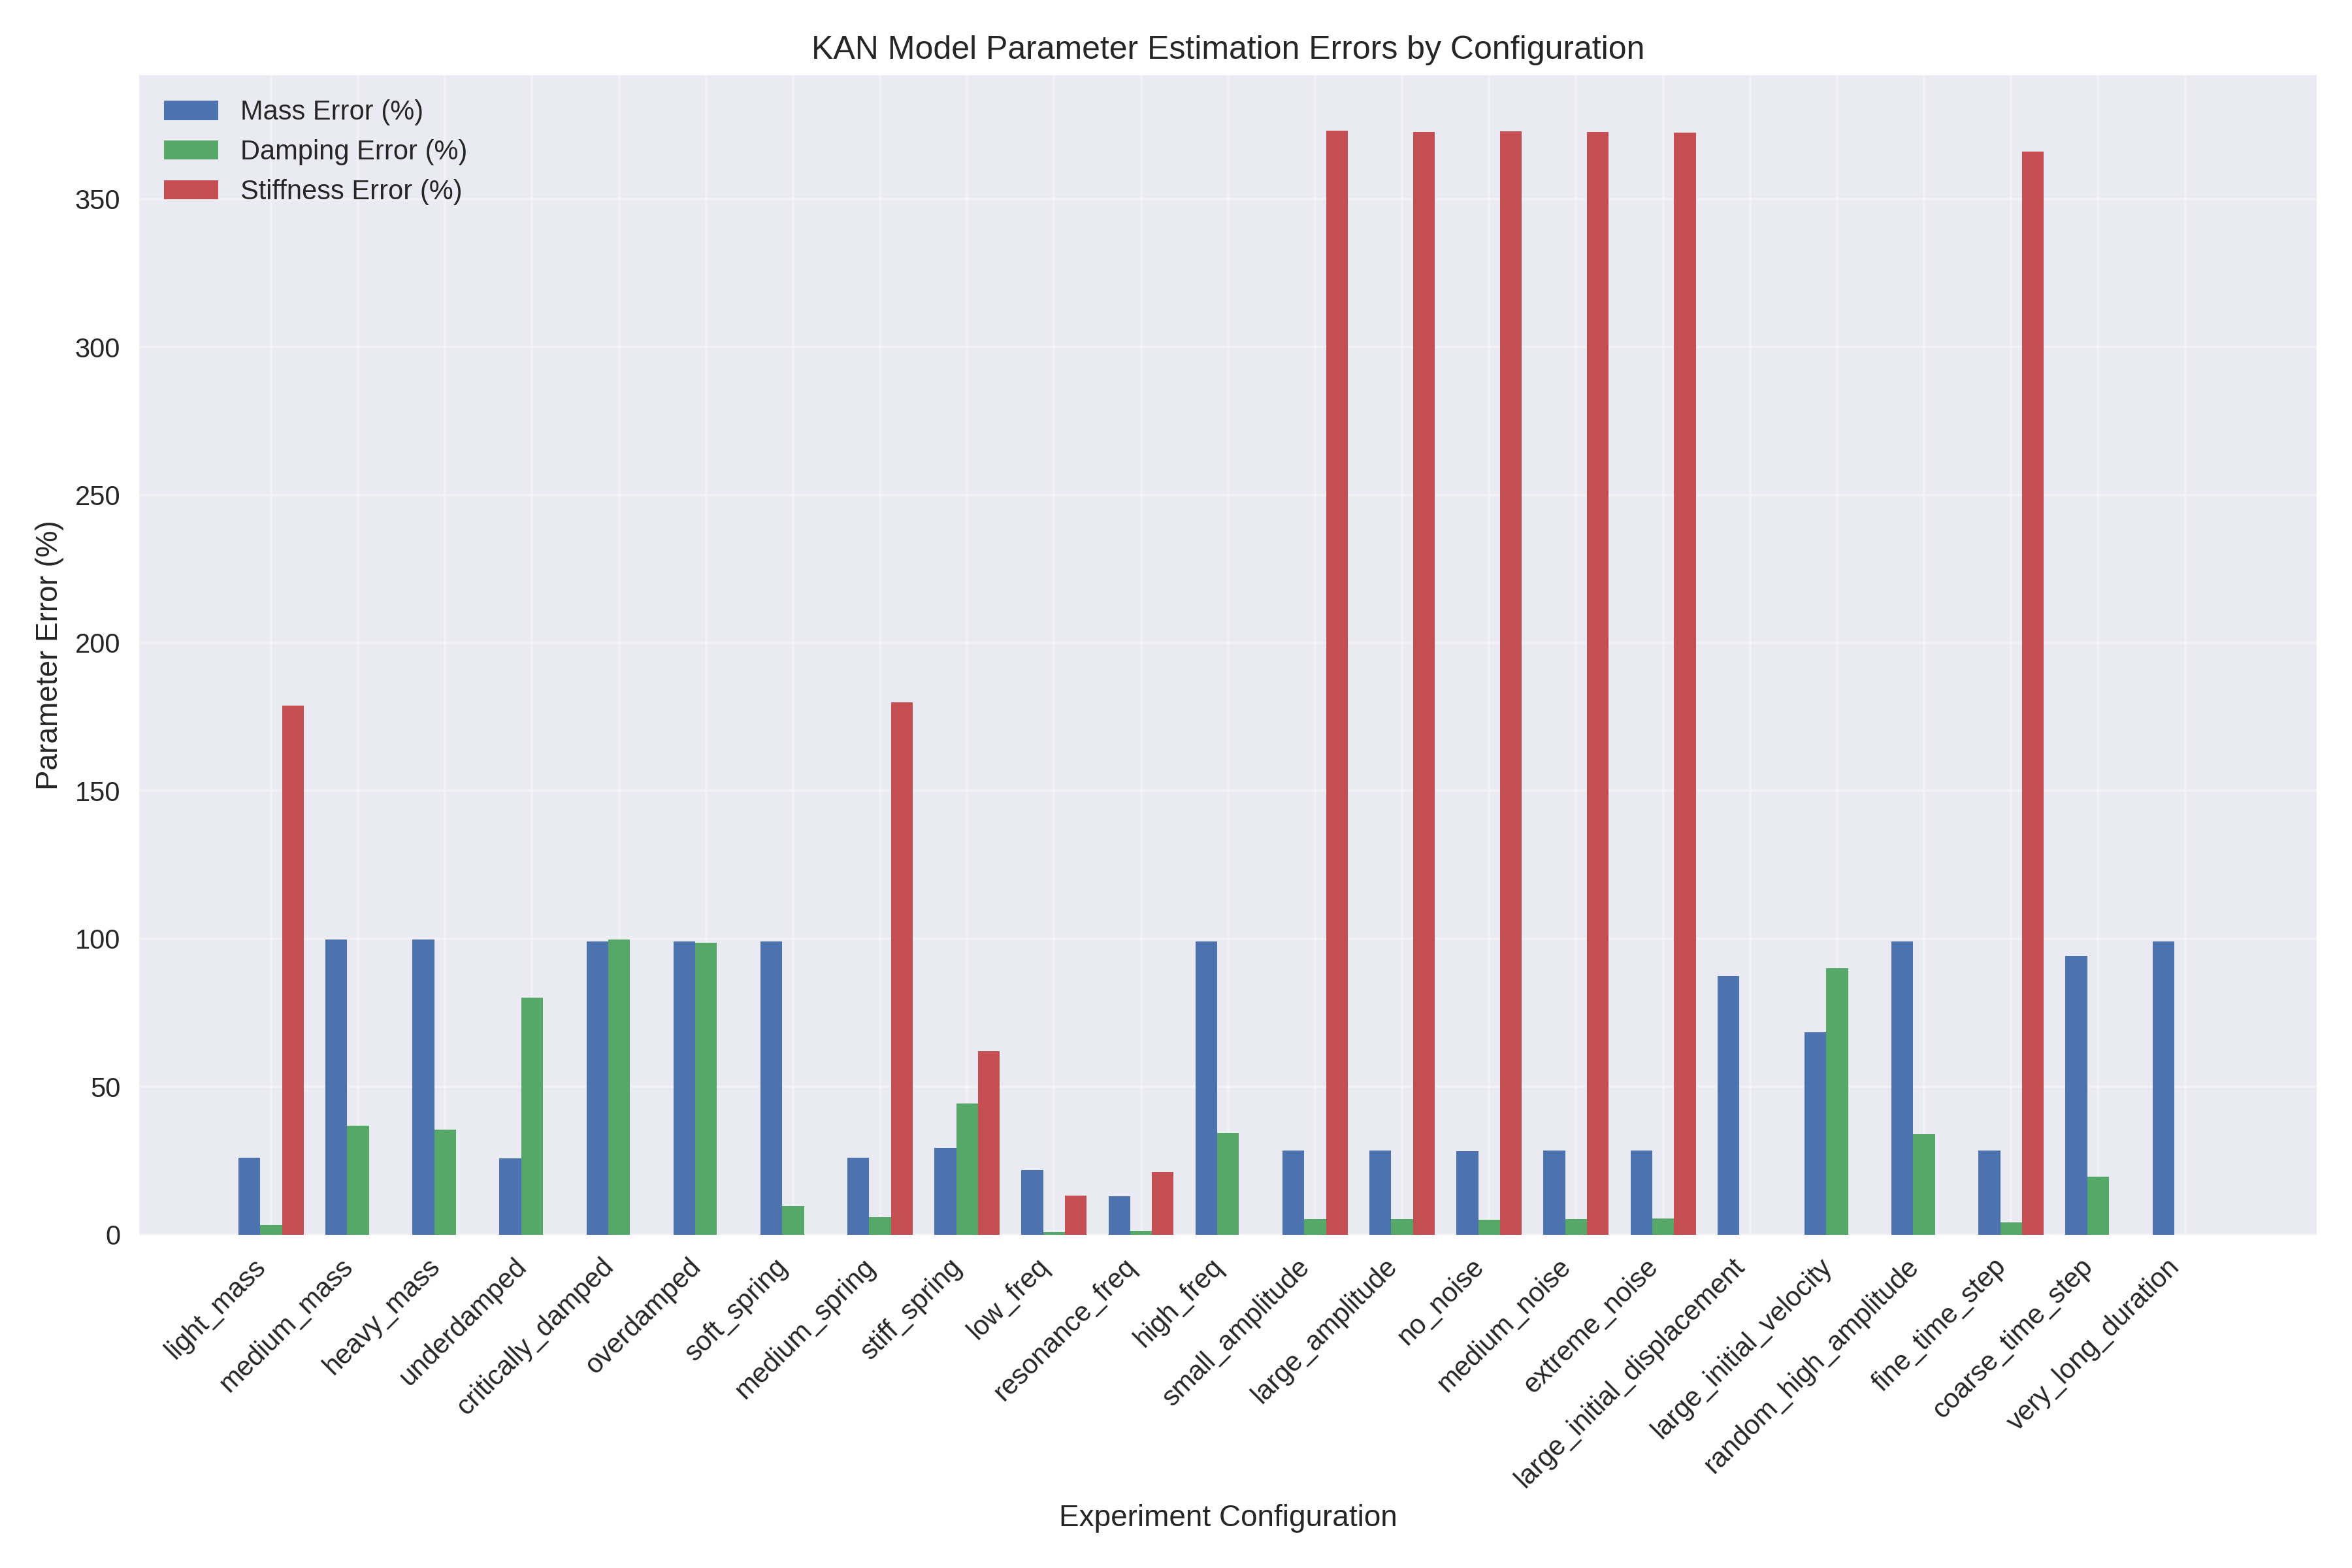 KAN Model Parameter Estimation Errors by Configuration
Mass Error (%)
Damping Error (%)
Stiffness Error (%)
Parameter Error (%)
350
300
250
200
150
100
50
0
light_mass
medium_mass
heavy_mass
underdamped
critically_damped
overdamped
soft_spring
medium_spring
stiff_spring
low_freq
resonance_freq
high_freq
small_amplitude
large_amplitude
no_noise
medium_noise
extreme_noise
large_initial_displacement
large_initial_velocity
random_high_amplitude
fine_time_step
coarse_time_step
very_long_duration
Experiment Configuration